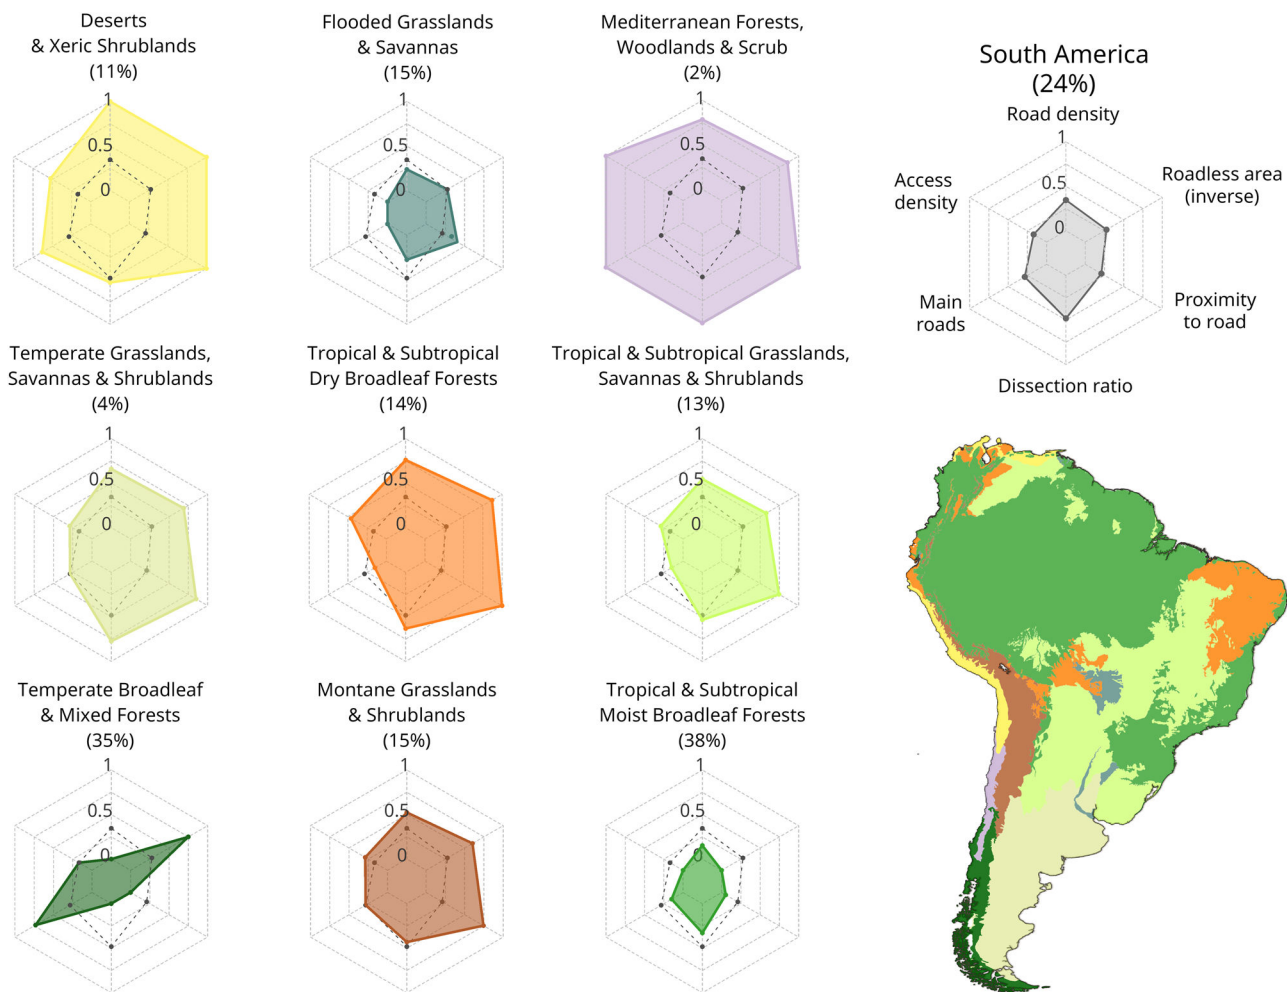 Deserts
& Xeric Shrublands
(11%)
1
0.5
0
Flooded Grasslands
& Savannas
(15%)
1
0.5
0
Mediterranean Forests,
Woodlands & Scrub
(2%)
1
0.5
0
South America
(24%)
Road density
1
0.5
0
Roadless area
(inverse)
Access
density
Main
roads
Proximity
to road
Dissection ratio
Temperate Grasslands,
Savannas & Shrublands
(4%)
1
0.5
0
Tropical & Subtropical
Dry Broadleaf Forests
(14%)
1
0.5
0
Tropical & Subtropical Grasslands,
Savannas & Shrublands
(13%)
1
0.5
0
Temperate Broadleaf
& Mixed Forests
(35%)
1
0.5
0
Montane Grasslands
& Shrublands
(15%)
1
0.5
0
Tropical & Subtropical
Moist Broadleaf Forests
(38%)
1
0.5
0